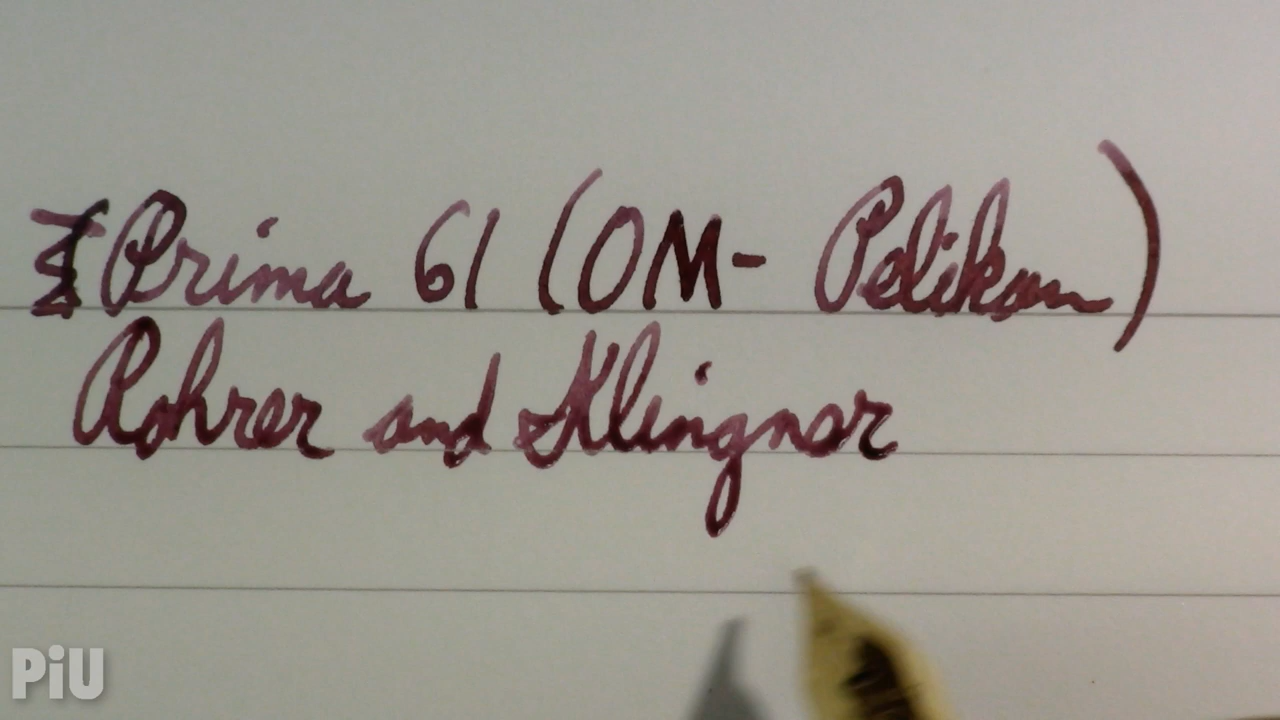 Prima 61 (OM- Pelikan)
Rohrer and Klingner
PiU